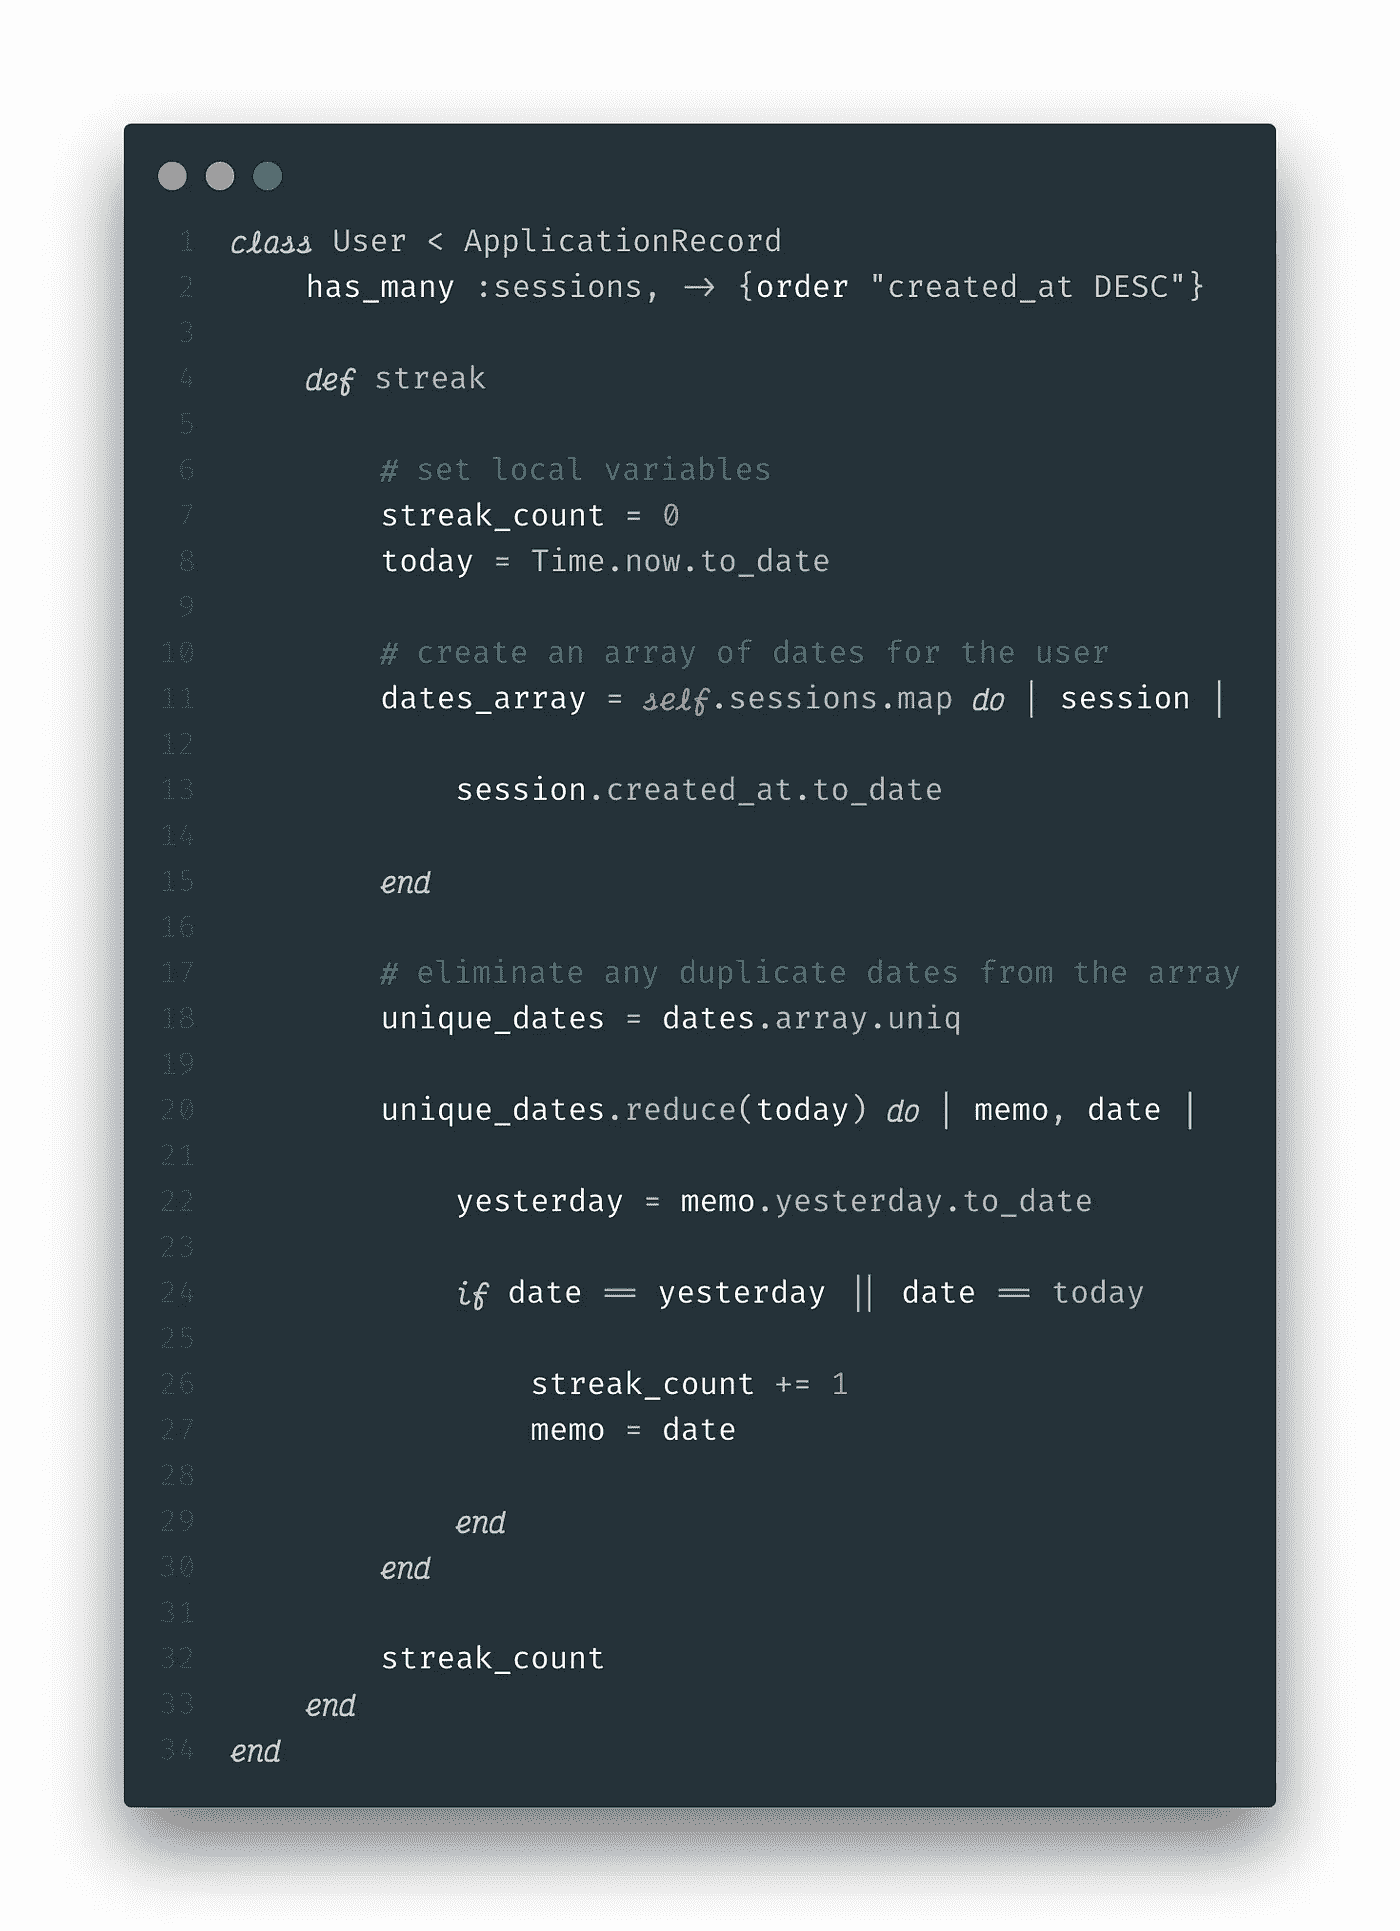 1 class User < ApplicationRecord
2     has_many :sessions, -> {order "created_at DESC"}
3
4     def streak
5
6         # set local variables
7         streak_count = 0
8         today = Time.now.to_date
9
10         # create an array of dates for the user
11         dates_array = self.sessions.map do | session |
12
13             session.created_at.to_date
14
15         end
16
17         # eliminate any duplicate dates from the array
18         unique_dates = dates.array.uniq
19
20         unique_dates.reduce(today) do | memo, date |
21
22             yesterday = memo.yesterday.to_date
23
24             if date == yesterday || date == today
25
26                 streak_count += 1
27                 memo = date
28
29             end
30         end
31
32         streak_count
33     end
34 end